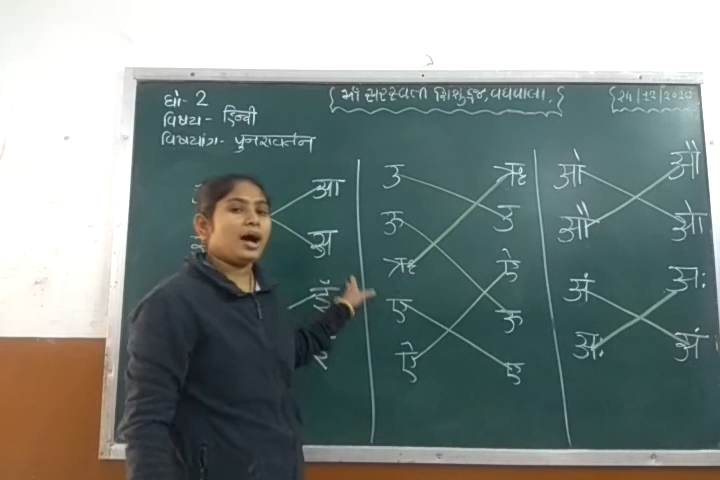 धो- 2
विषय- हिन्दी
विषयांग- पुनरावर्तन
माँ सरस्वती शिशुकुंज, वघवाला.
24/12/2020
आ
अ
ई
इ
उ ऋ
ऊ उ
ऋ ऐ
ए ऊ
ऐ ए
ओ औ
औ ओ
अं अः
अः अं